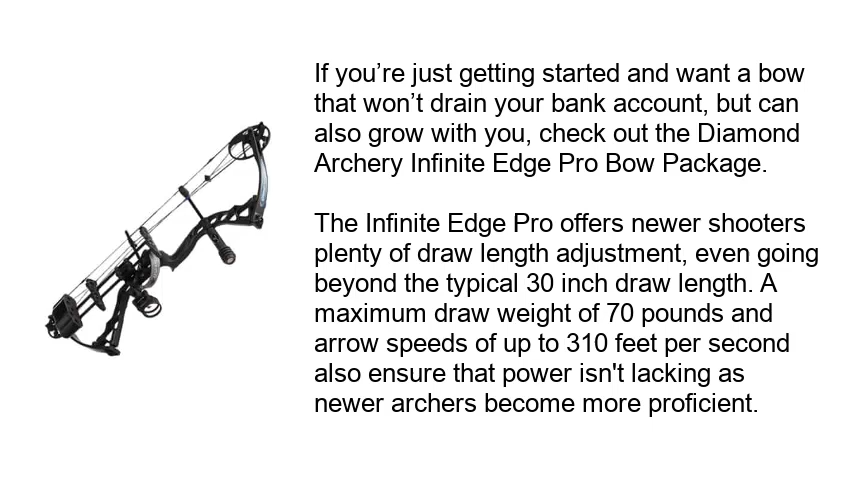 If you’re just getting started and want a bow
that won’t drain your bank account, but can
also grow with you, check out the Diamond
Archery Infinite Edge Pro Bow Package.
The Infinite Edge Pro offers newer shooters
plenty of draw length adjustment, even going
beyond the typical 30 inch draw length. A
maximum draw weight of 70 pounds and
arrow speeds of up to 310 feet per second
also ensure that power isn't lacking as
newer archers become more proficient.